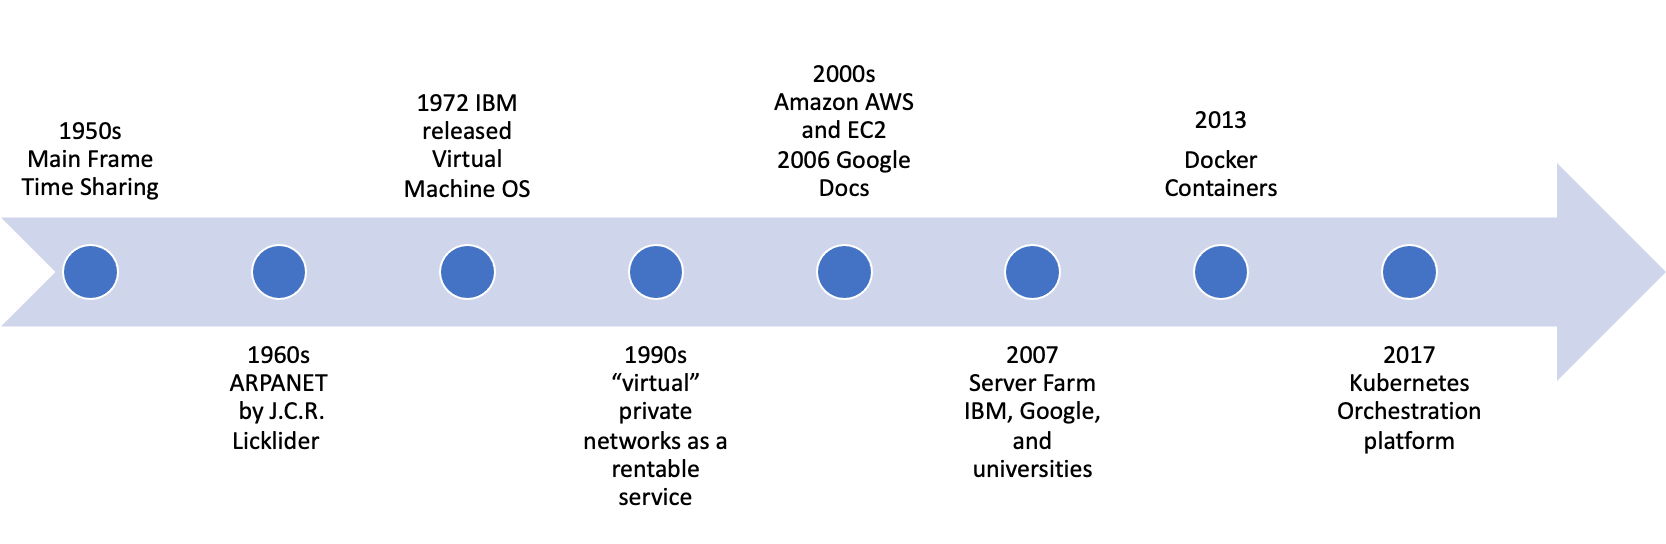 1950s
Main Frame
Time Sharing
1960s
ARPANET
by J.C.R.
Licklider
1972 IBM
released
Virtual
Machine OS
1990s
“virtual”
private
networks as a
rentable
service
2000s
Amazon AWS
and EC2
2006 Google
Docs
2007
Server Farm
IBM, Google,
and
universities
2013
Docker
Containers
2017
Kubernetes
Orchestration
platform